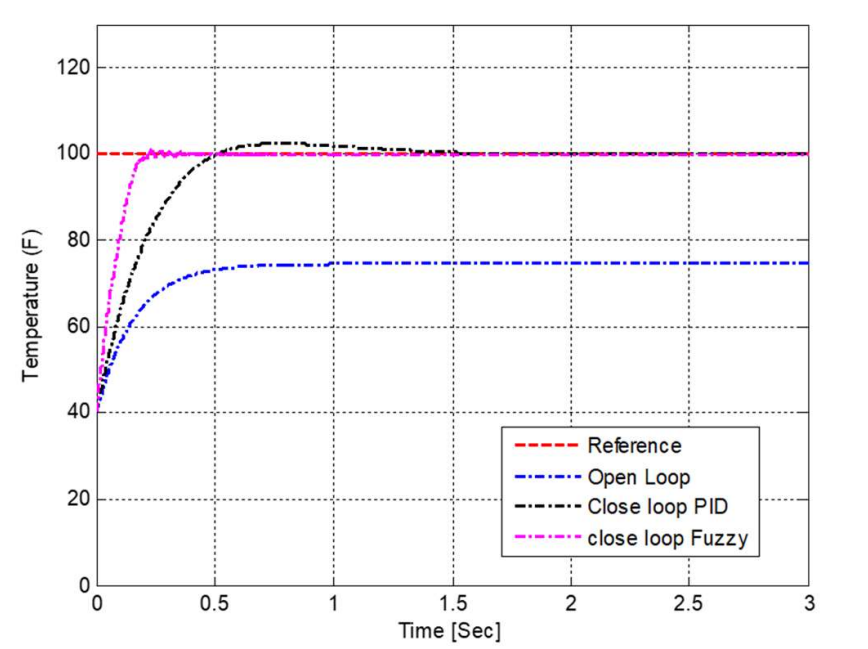 120
100
80
60
40
20
0
Temperature (F)
Reference
Open Loop
Close loop PID
close loop Fuzzy
0 0.5 1 1.5 2 2.5 3
Time [Sec]